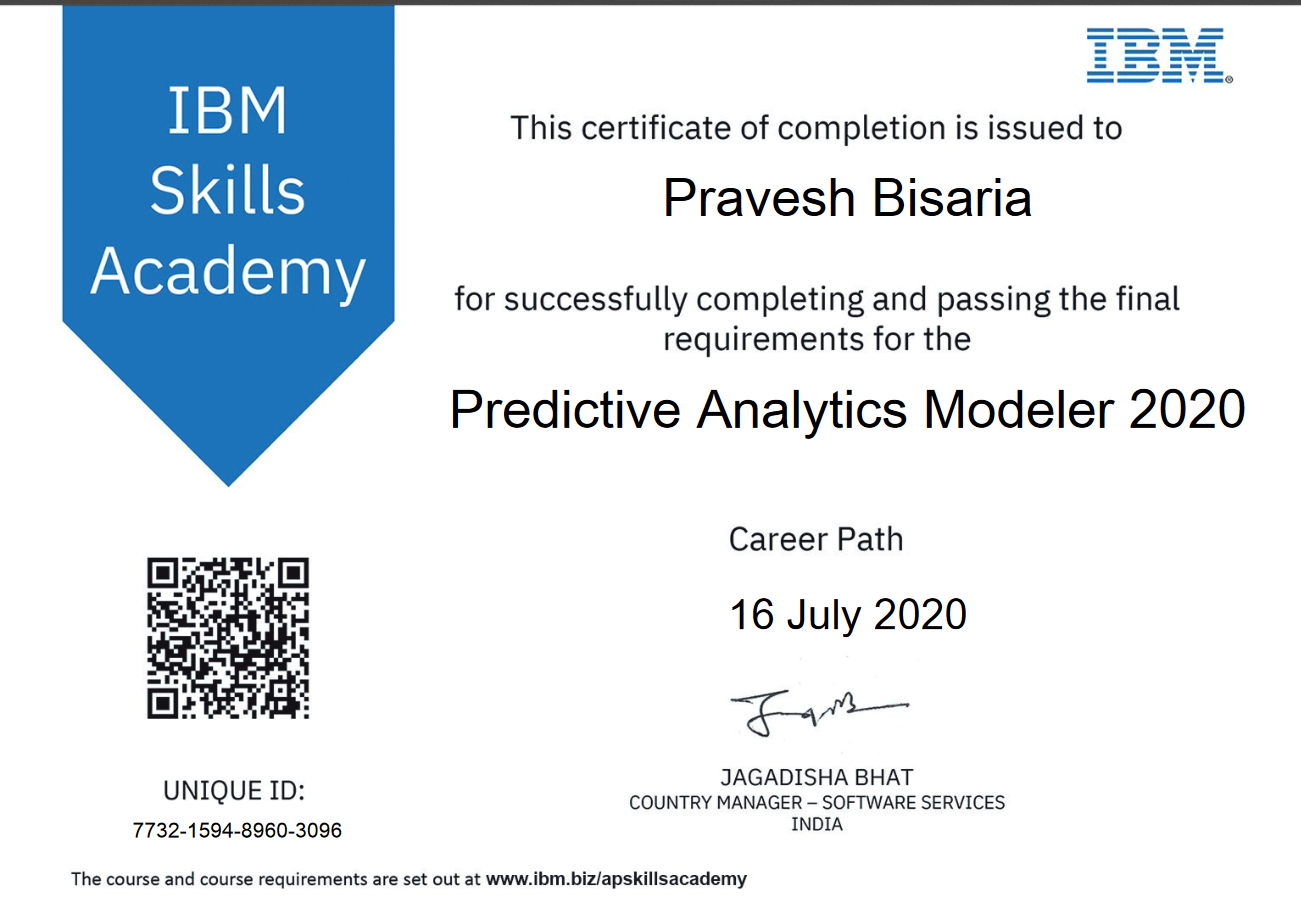 IBM
Skills
Academy
IBM®
This certificate of completion is issued to
Pravesh Bisaria
for successfully completing and passing the final
requirements for the
Predictive Analytics Modeler 2020
Career Path
16 July 2020
JAGADISHA BHAT
COUNTRY MANAGER – SOFTWARE SERVICES
INDIA
UNIQUE ID:
7732-1594-8960-3096
The course and course requirements are set out at www.ibm.biz/apskillsacademy